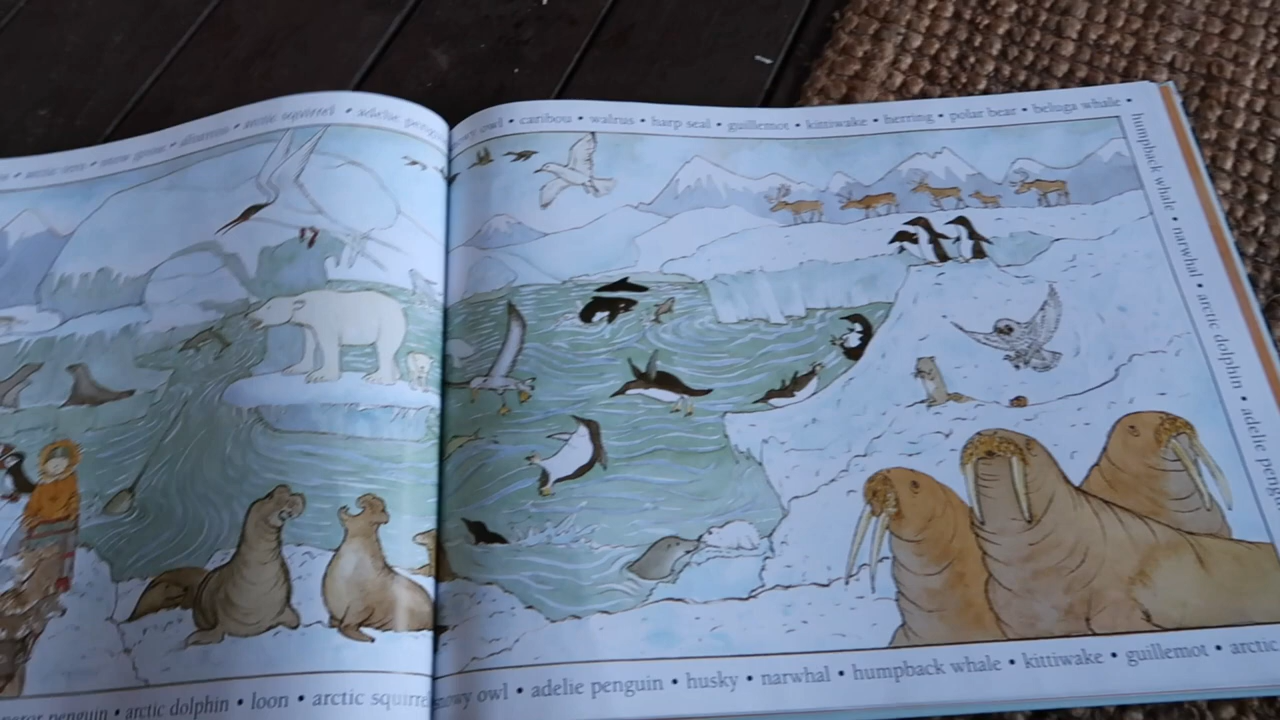 arctic squirrel • adelie penguin
owl • caribou • walrus • harp seal • guillemot • kittiwake • herring • polar bear • beluga whale •
humpback whale • narwhal • arctic dolphin • adelie
penguin • arctic dolphin • loon • arctic squirrel
snowy owl • adelie penguin • husky • narwhal • humpback whale • kittiwake • guillemot • arctic